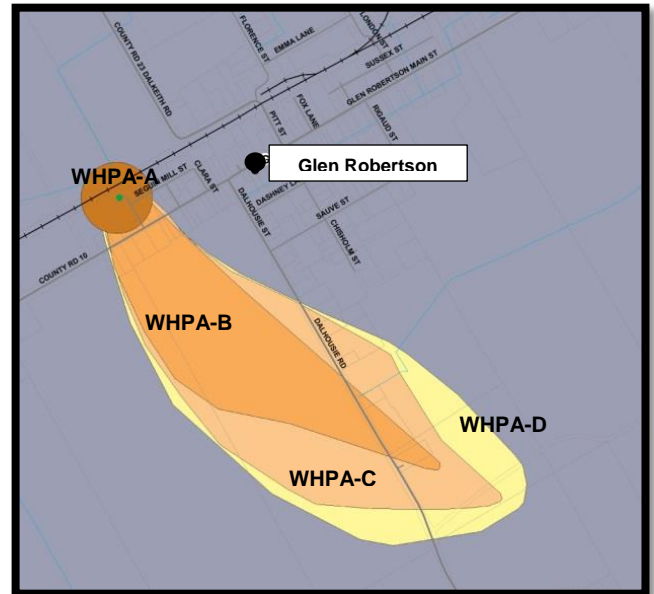 COUNTY RD 23 DALKEITH RD
FLORENCE ST
EMMA LANE
LONDON ST
SUSSEX ST
GLEN ROBERTSON MAIN ST
PITT ST
FOX LANE
RIGAUD ST
Glen Robertson
WHPA-A
SEGUIN MILL ST
CLARA ST
DASHNEY
DALHOUSIE ST
SAUVE ST
CHISHOLM ST
COUNTY RD 10
WHPA-B
DALHOUSIE RD
WHPA-D
WHPA-C